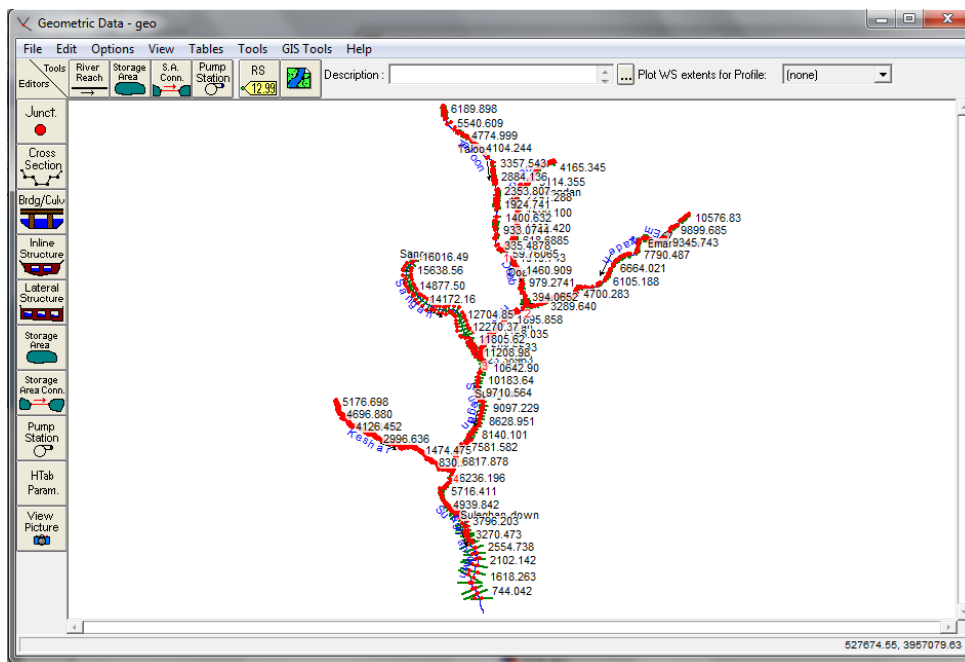 Geometric Data - geo
File Edit Options View Tables Tools GIS Tools Help
Tools
Editors
River
Reach
Storage
Area
S.A.
Conn.
Pump
Station
RS
12.99
Description :
...
Plot WS extents for Profile:
(none)
Junct.
Cross
Section
Brdg/Culv
Inline
Structure
Lateral
Structure
Storage
Area
Storage
Area Conn.
Pump
Station
HTab
Param.
View
Picture
6189.898
5540.609
4774.999
4104.244
3357.543
4165.345
2884.136
2353.807
1924.741
1400.632
933.0744
335.4878
10576.83
9899.685
9345.743
7790.487
6664.021
6105.188
4700.283
3289.640
1460.909
979.2741
394.0652
1695.858
16016.49
15638.56
14877.50
14172.16
Sangan
12704.85
12270.37
11805.62
11208.98
3
10642.90
10183.64
9710.564
9097.229
8628.951
8140.101
7581.582
5176.698
4696.880
4126.452
2996.636
Keshar
1474.475
830.
6817.878
4
6236.196
5716.411
4939.842
Suleghan down
3796.203
3270.473
2554.738
2102.142
1618.263
744.042
527674.55, 3957079.63